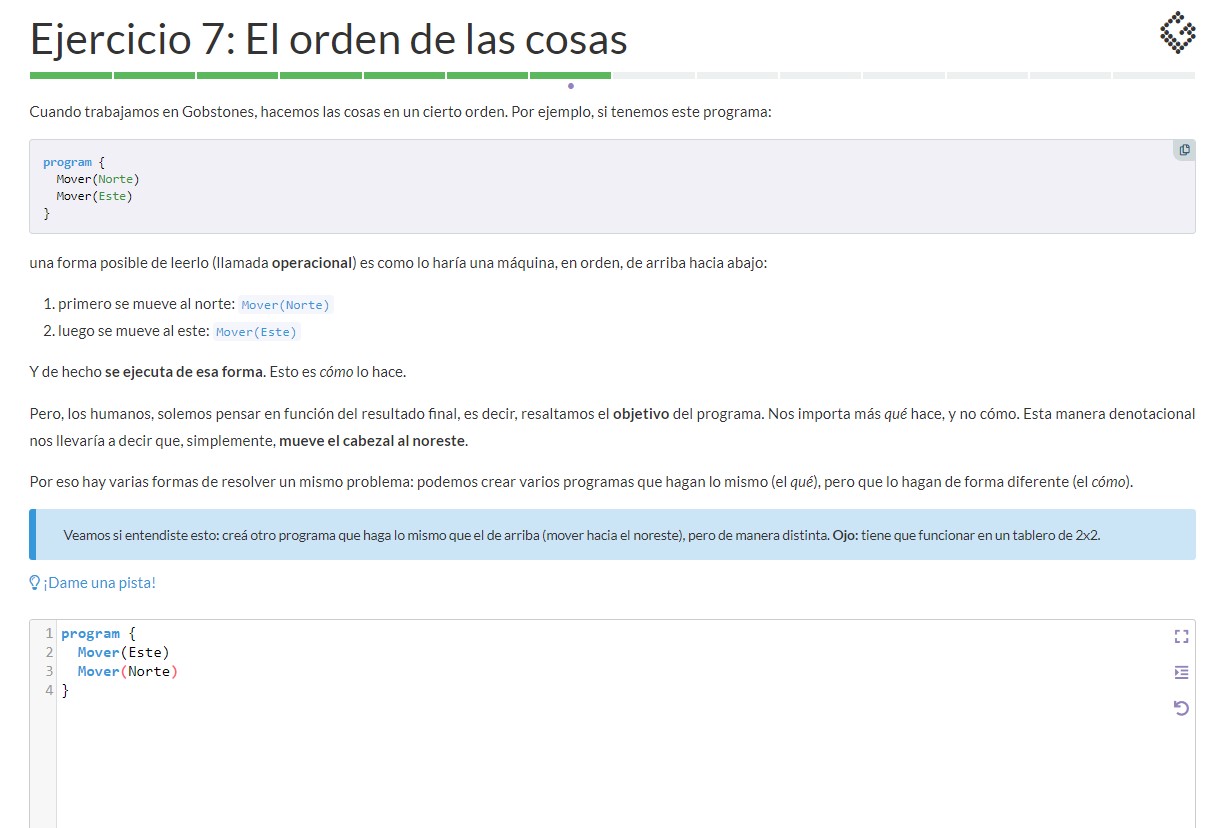 Ejercicio 7: El orden de las cosas
Cuando trabajamos en Gobstones, hacemos las cosas en un cierto orden. Por ejemplo, si tenemos este programa:
program {
  Mover(Norte)
  Mover(Este)
}
una forma posible de leerlo (llamada operacional) es como lo haría una máquina, en orden, de arriba hacia abajo:
1. primero se mueve al norte: Mover(Norte)
2. luego se mueve al este: Mover(Este)
Y de hecho se ejecuta de esa forma. Esto es cómo lo hace.
Pero, los humanos, solemos pensar en función del resultado final, es decir, resaltamos el objetivo del programa. Nos importa más qué hace, y no cómo. Esta manera denotacional
nos llevaría a decir que, simplemente, mueve el cabezal al noreste.
Por eso hay varias formas de resolver un mismo problema: podemos crear varios programas que hagan lo mismo (el qué), pero que lo hagan de forma diferente (el cómo).
Veamos si entendiste esto: creá otro programa que haga lo mismo que el de arriba (mover hacia el noreste), pero de manera distinta. Ojo: tiene que funcionar en un tablero de 2x2.
¡Dame una pista!
1 program {
2   Mover(Este)
3   Mover(Norte)
4 }